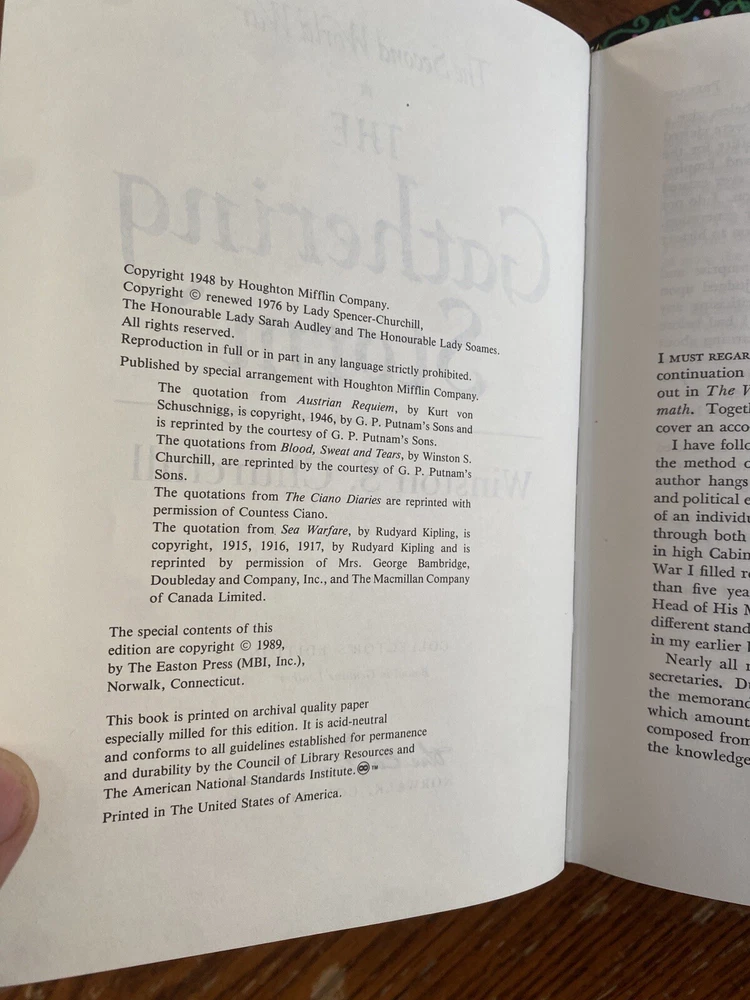 Copyright 1948 by Houghton Mifflin Company.
Copyright © renewed 1976 by Lady Spencer-Churchill,
The Honourable Lady Sarah Audley and The Honourable Lady Soames.
All rights reserved.
Reproduction in full or in part in any language strictly prohibited.
Published by special arrangement with Houghton Mifflin Company.
The quotation from Austrian Requiem, by Kurt von
Schuschnigg, is copyright, 1946, by G. P. Putnam's Sons and
is reprinted by the courtesy of G. P. Putnam's Sons.
The quotations from Blood, Sweat and Tears, by Winston S.
Churchill, are reprinted by the courtesy of G. P. Putnam's
Sons.
The quotations from The Ciano Diaries are reprinted with
permission of Countess Ciano.
The quotation from Sea Warfare, by Rudyard Kipling, is
copyright, 1915, 1916, 1917, by Rudyard Kipling and is
reprinted by permission of Mrs. George Bambridge,
Doubleday and Company, Inc., and The Macmillan Company
of Canada Limited.
The special contents of this
edition are copyright © 1989,
by The Easton Press (MBI, Inc.),
Norwalk, Connecticut.
This book is printed on archival quality paper
especially milled for this edition. It is acid-neutral
and conforms to all guidelines established for permanence
and durability by the Council of Library Resources and
The American National Standards Institute.♾™
Printed in The United States of America.
I MUST REGAR
continuation
out in The W
math. Togeth
cover an acco
I have follo
the method o
author hangs
and political e
of an individu
through both
in high Cabin
War I filled re
than five yea
Head of His M
different stand
in my earlier
Nearly all
secretaries. Du
the memorand
which amount
composed from
the knowledge